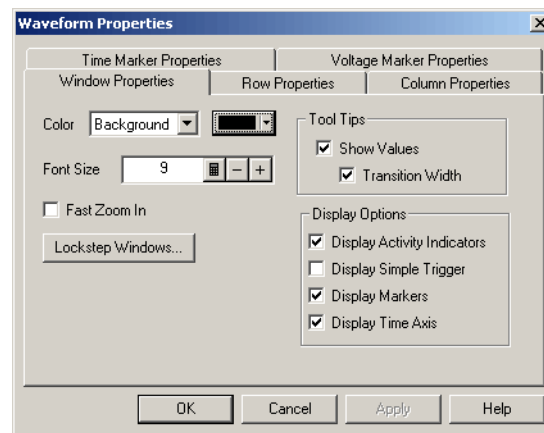 Waveform Properties
Time Marker Properties
Voltage Marker Properties
Window Properties
Row Properties
Column Properties
Color
Background
Font Size
9
Fast Zoom In
Lockstep Windows...
Tool Tips
Show Values
Transition Width
Display Options
Display Activity Indicators
Display Simple Trigger
Display Markers
Display Time Axis
OK
Cancel
Apply
Help